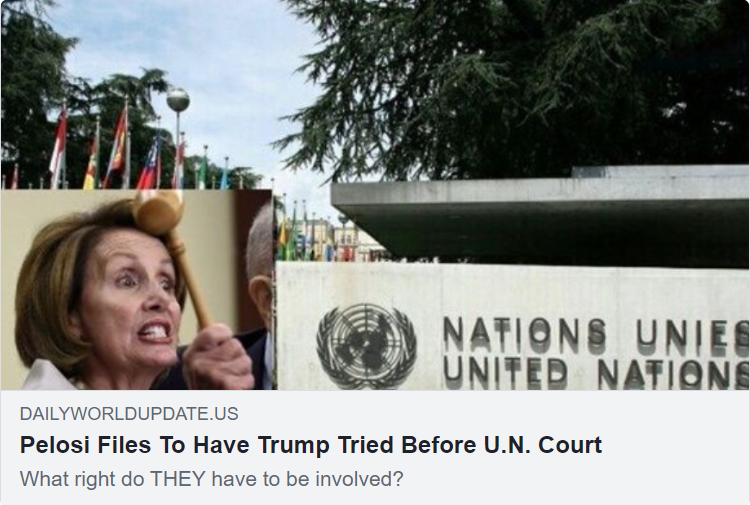 NATIONS UNIES
UNITED NATIONS
DAILYWORLDUPDATE.US
Pelosi Files To Have Trump Tried Before U.N. Court
What right do THEY have to be involved?